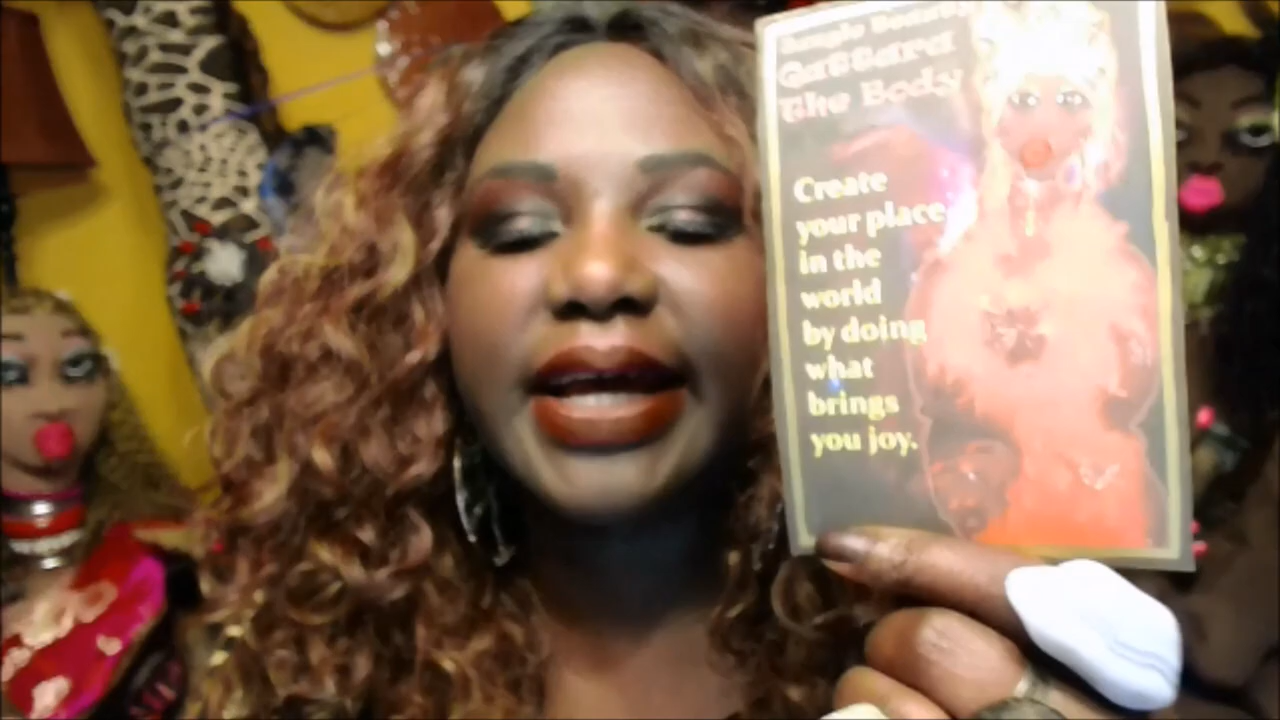 The Body
Create
your place
in the
world
by doing
what
brings
you joy.